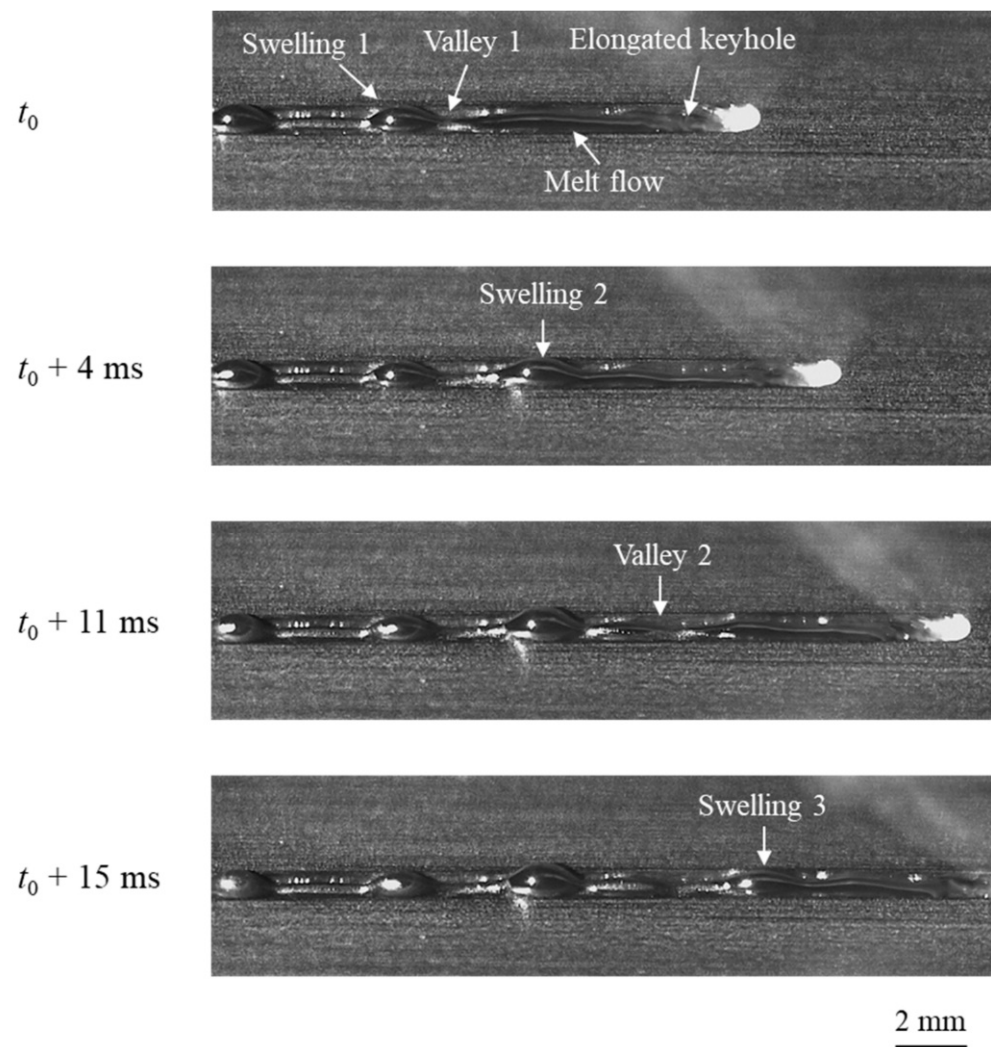 Swelling 1 Valley 1 Elongated keyhole
t₀
Melt flow
Swelling 2
t₀ + 4 ms
Valley 2
t₀ + 11 ms
Swelling 3
t₀ + 15 ms
2 mm